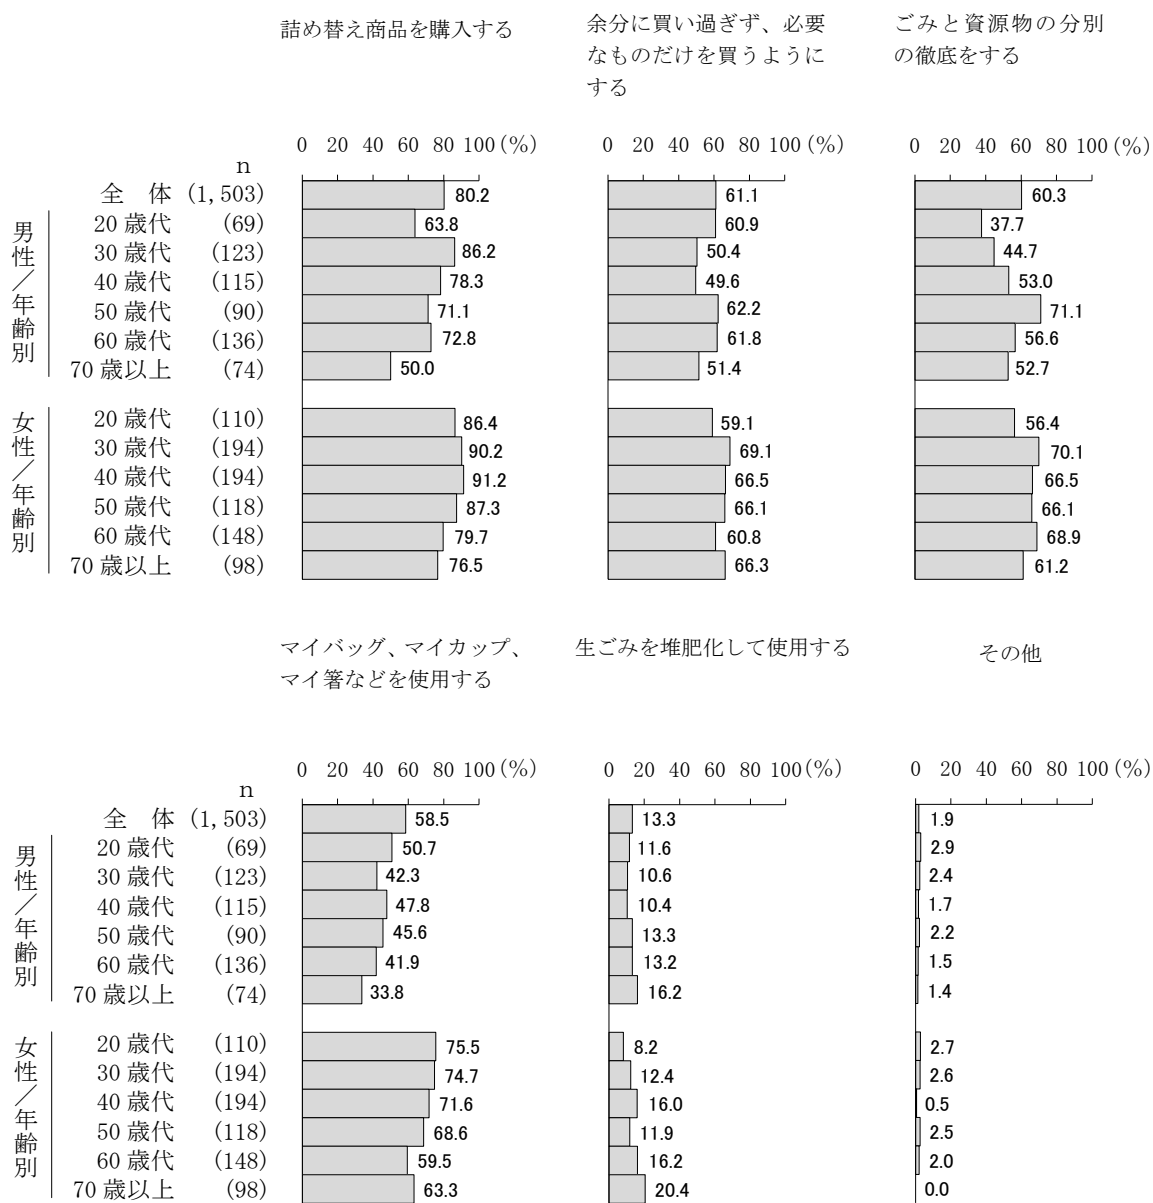 詰め替え商品を購入する
余分に買い過ぎず、必要
なものだけを買うように
する
ごみと資源物の分別
の徹底をする
0 20 40 60 80 100 (%)
0 20 40 60 80 100 (%)
0 20 40 60 80 100 (%)
n
全 体 (1,503) 80.2 61.1 60.3
男性／年齢別
20 歳代 (69) 63.8 60.9 37.7
30 歳代 (123) 86.2 50.4 44.7
40 歳代 (115) 78.3 49.6 53.0
50 歳代 (90) 71.1 62.2 71.1
60 歳代 (136) 72.8 61.8 56.6
70 歳以上 (74) 50.0 51.4 52.7
女性／年齢別
20 歳代 (110) 86.4 59.1 56.4
30 歳代 (194) 90.2 69.1 70.1
40 歳代 (194) 91.2 66.5 66.5
50 歳代 (118) 87.3 66.1 66.1
60 歳代 (148) 79.7 60.8 68.9
70 歳以上 (98) 76.5 66.3 61.2
マイバッグ、マイカップ、
マイ箸などを使用する
生ごみを堆肥化して使用する
その他
0 20 40 60 80 100 (%)
0 20 40 60 80 100 (%)
0 20 40 60 80 100 (%)
n
全 体 (1,503) 58.5 13.3 1.9
男性／年齢別
20 歳代 (69) 50.7 11.6 2.9
30 歳代 (123) 42.3 10.6 2.4
40 歳代 (115) 47.8 10.4 1.7
50 歳代 (90) 45.6 13.3 2.2
60 歳代 (136) 41.9 13.2 1.5
70 歳以上 (74) 33.8 16.2 1.4
女性／年齢別
20 歳代 (110) 75.5 8.2 2.7
30 歳代 (194) 74.7 12.4 2.6
40 歳代 (194) 71.6 16.0 0.5
50 歳代 (118) 68.6 11.9 2.5
60 歳代 (148) 59.5 16.2 2.0
70 歳以上 (98) 63.3 20.4 0.0